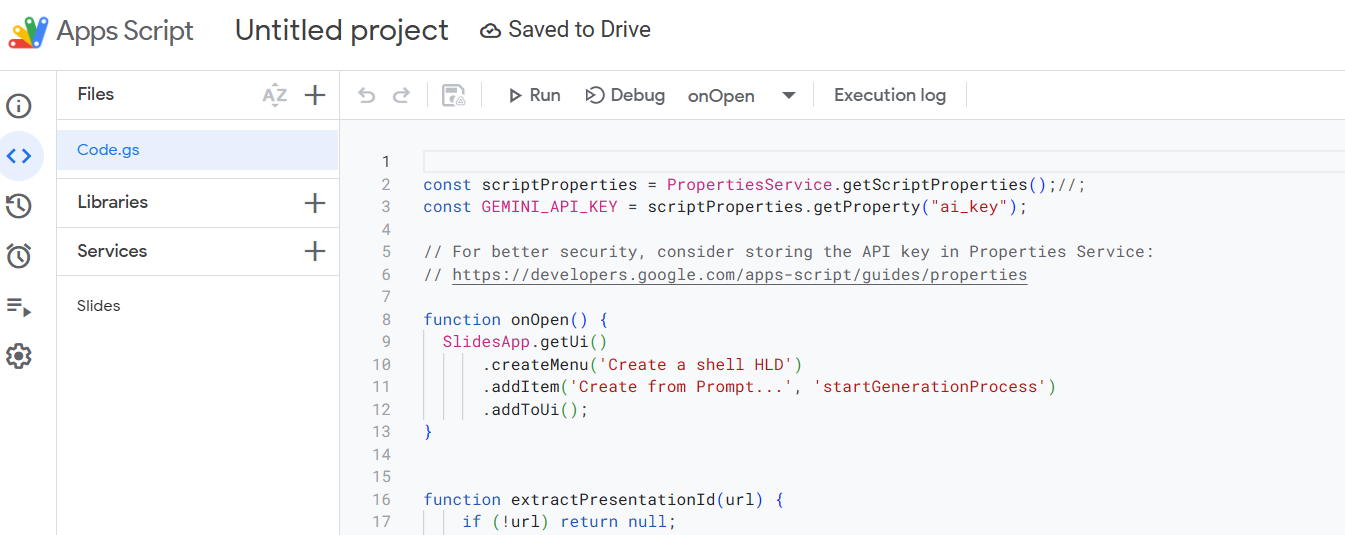 Apps Script Untitled project Saved to Drive
Files AZ
Run Debug onOpen Execution log
Code.gs
Libraries
Services
Slides
1
2 const scriptProperties = PropertiesService.getScriptProperties();//;
3 const GEMINI_API_KEY = scriptProperties.getProperty("ai_key");
4
5 // For better security, consider storing the API key in Properties Service:
6 // https://developers.google.com/apps-script/guides/properties
7
8 function onOpen() {
9 SlidesApp.getUi()
10 .createMenu('Create a shell HLD')
11 .addItem('Create from Prompt...', 'startGenerationProcess')
12 .addToUi();
13 }
14
15
16 function extractPresentationId(url) {
17 if (!url) return null;